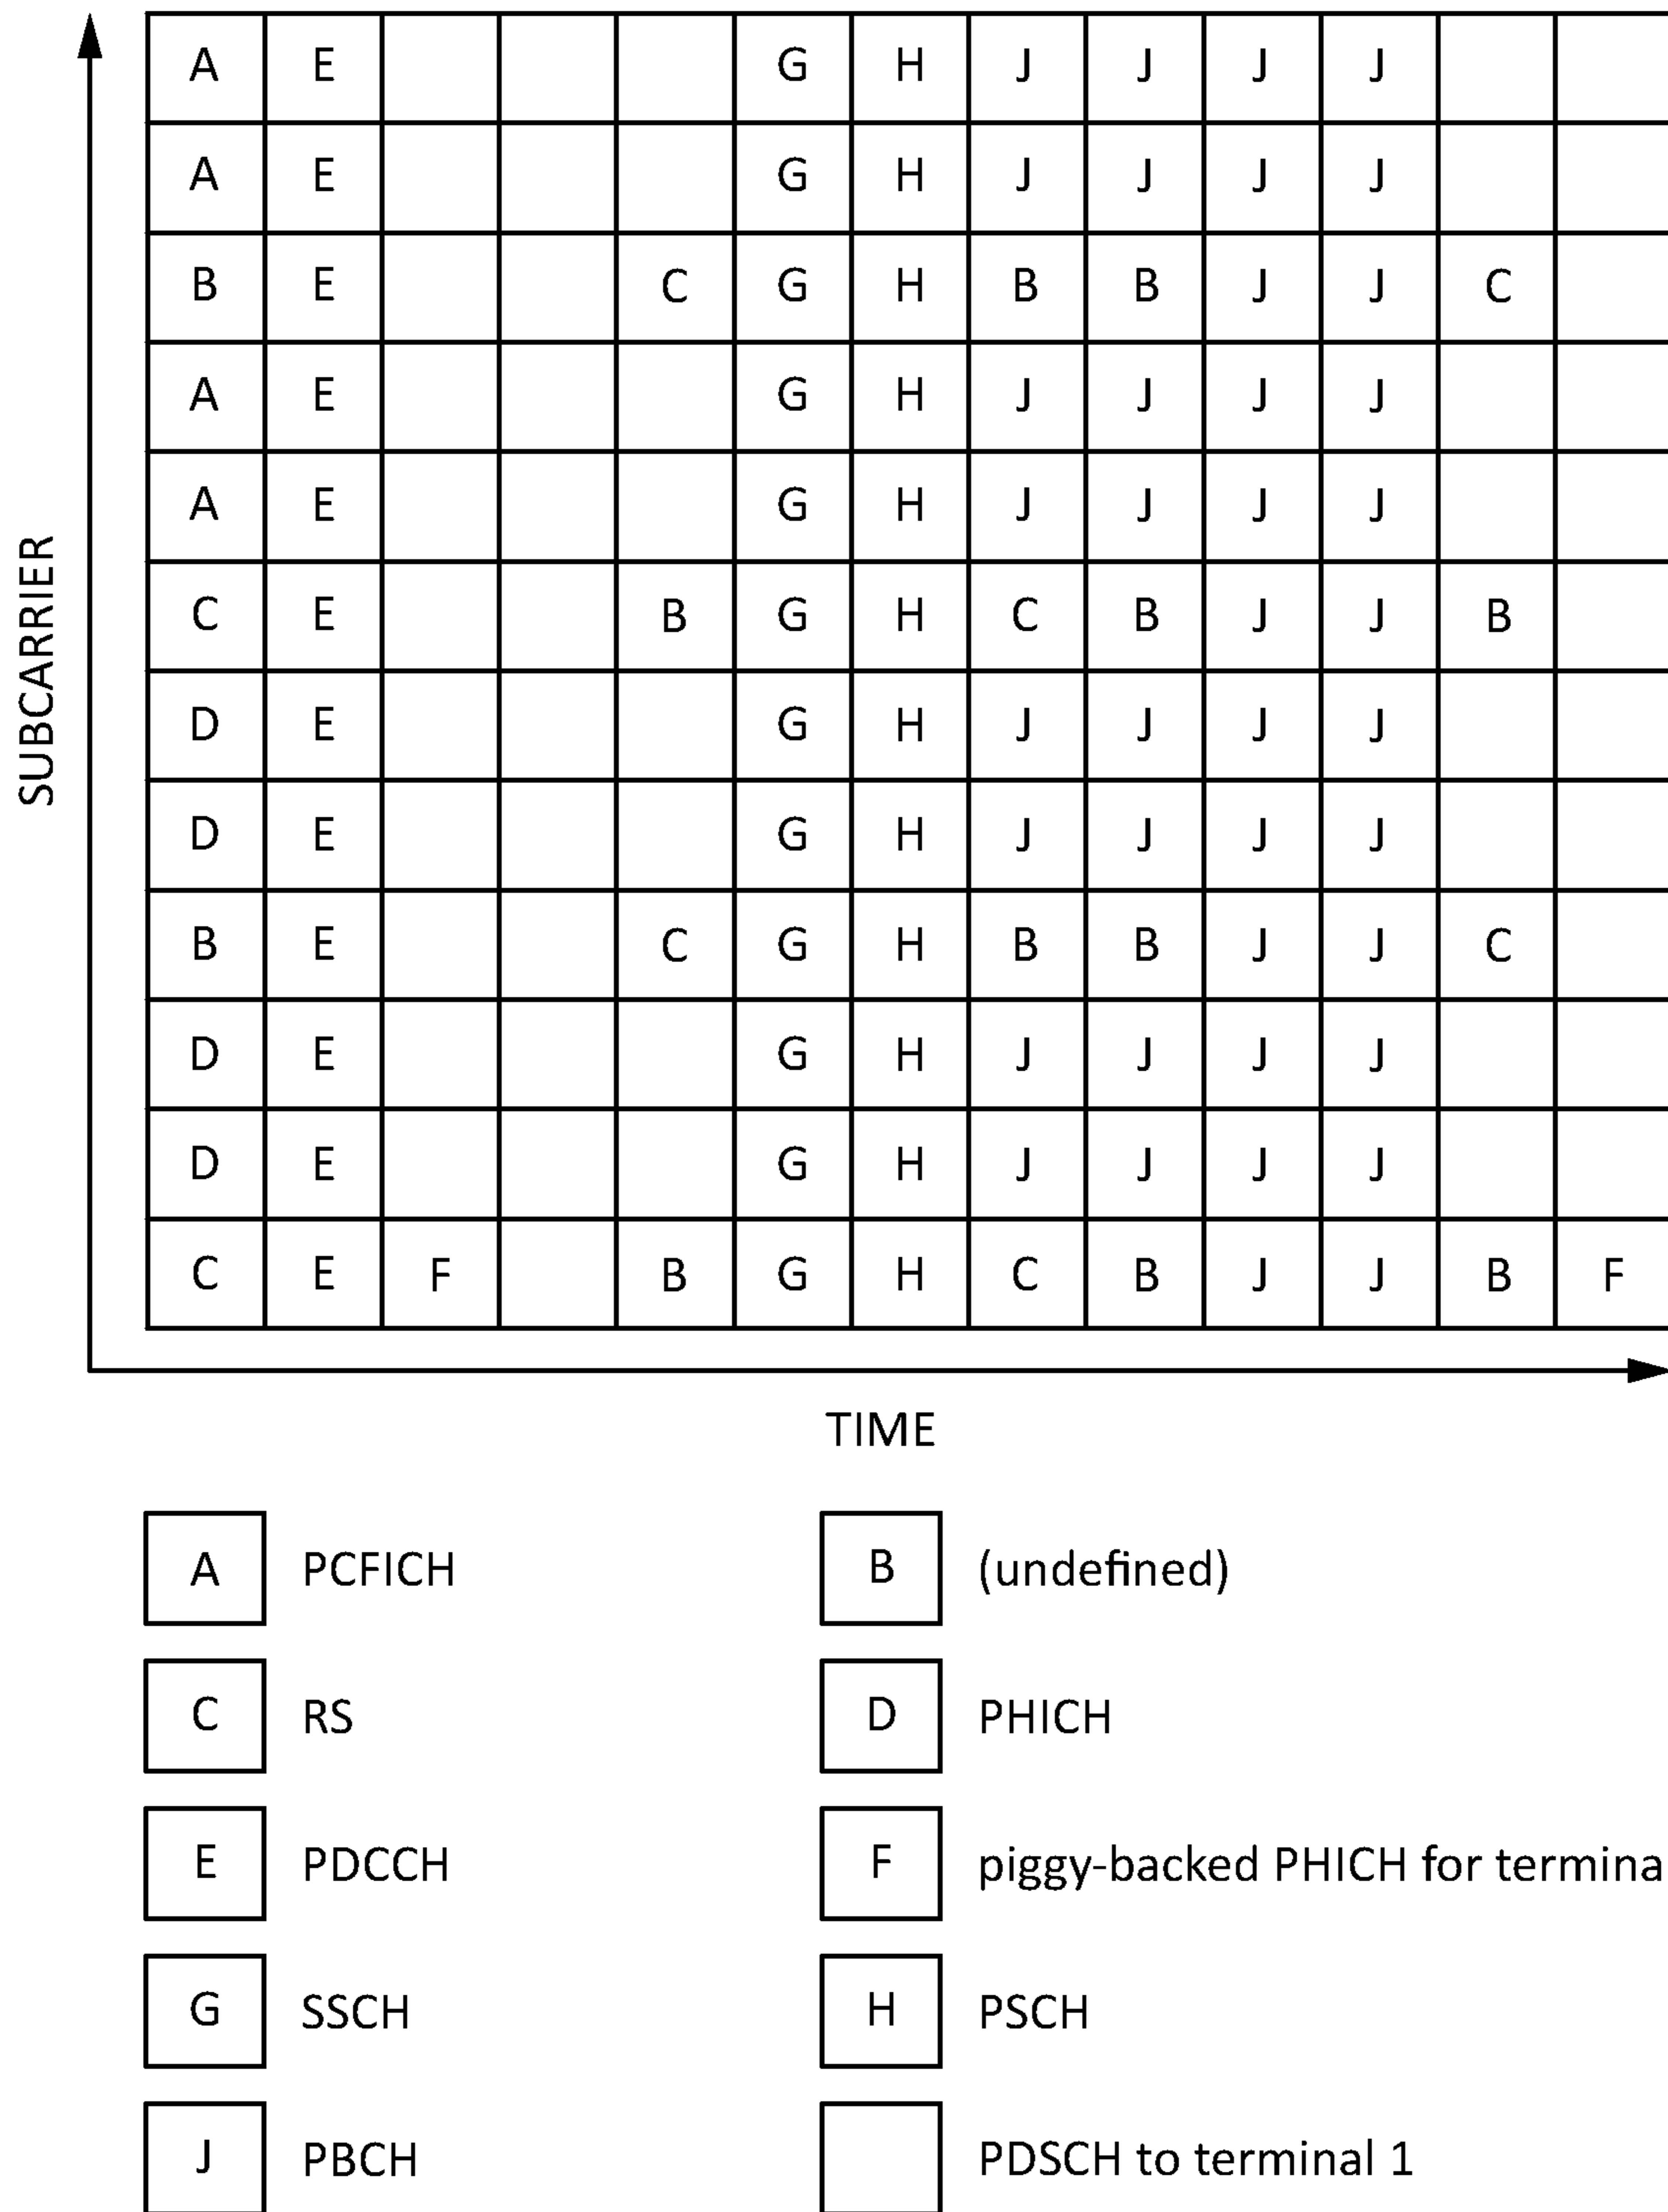 A E G H J J J J
A E G H J J J J
B E C G H B B J J C
A E G H J J J J
A E G H J J J J
C E B G H C B J J B
D E G H J J J J
D E G H J J J J
B E C G H B B J J C
D E G H J J J J
D E G H J J J J
C E F B G H C B J J B F
SUBCARRIER
TIME
A PCFICH
B (undefined)
C RS
D PHICH
E PDCCH
F piggy-backed PHICH for termina
G SSCH
H PSCH
J PBCH
PDSCH to terminal 1